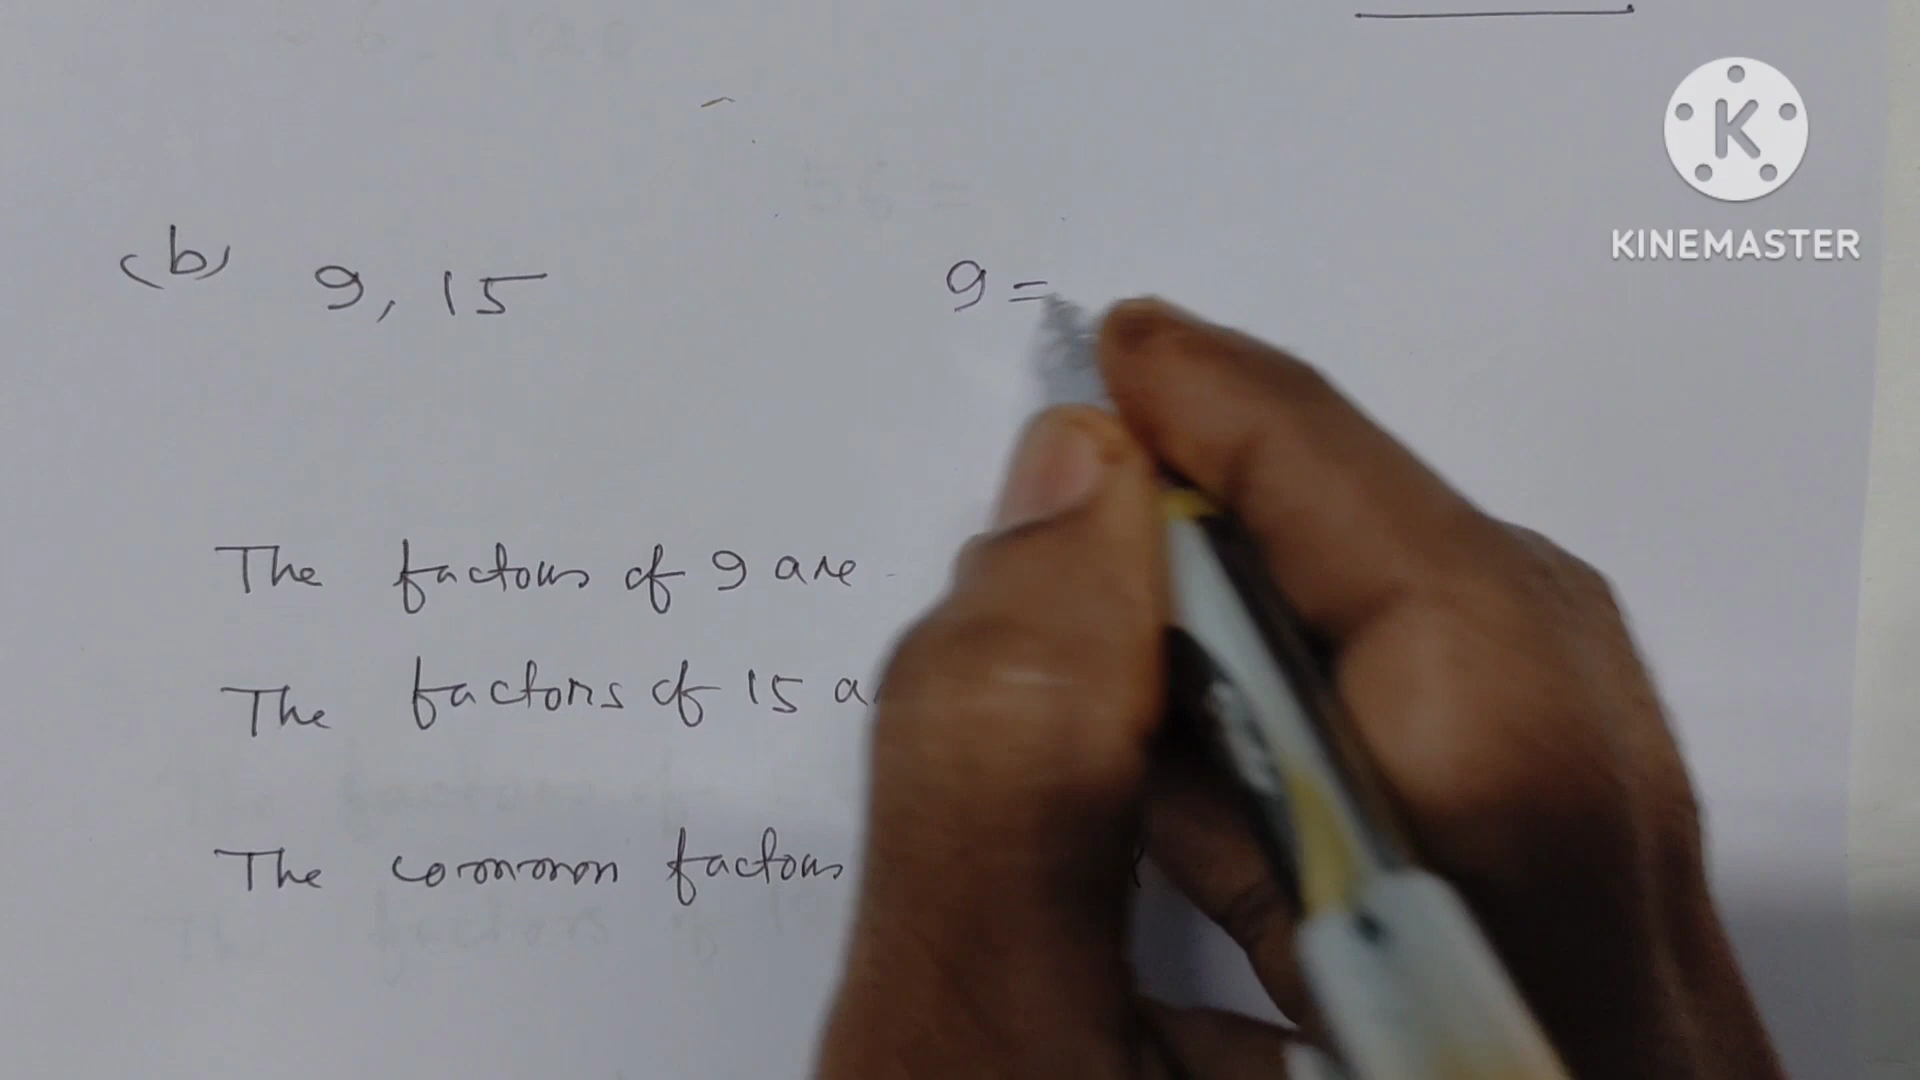 (b) 9, 15 9 =
The factors of 9 are
The factors of 15 a
The common factors
KINEMASTER